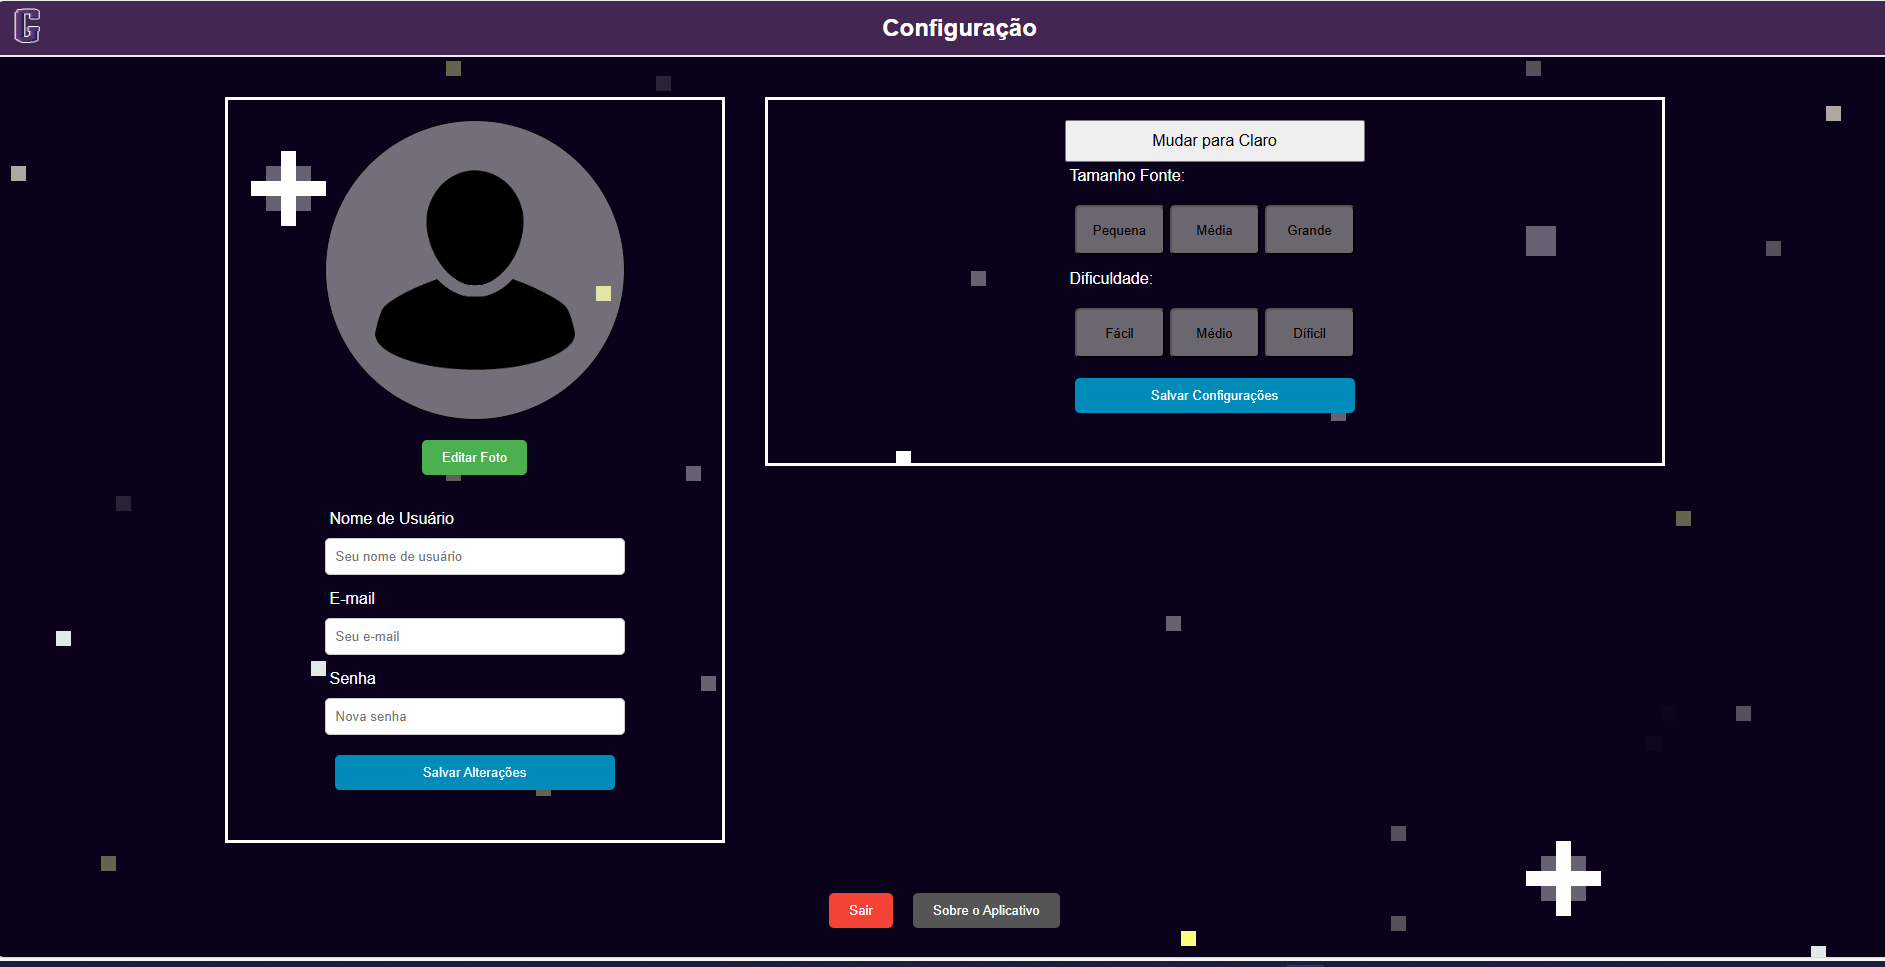 G
Configuração
Editar Foto
Nome de Usuário
Seu nome de usuário
E-mail
Seu e-mail
Senha
Nova senha
Salvar Alterações
Mudar para Claro
Tamanho Fonte:
Pequena Média Grande
Dificuldade:
Fácil Médio Díficil
Salvar Configurações
Sair Sobre o Aplicativo